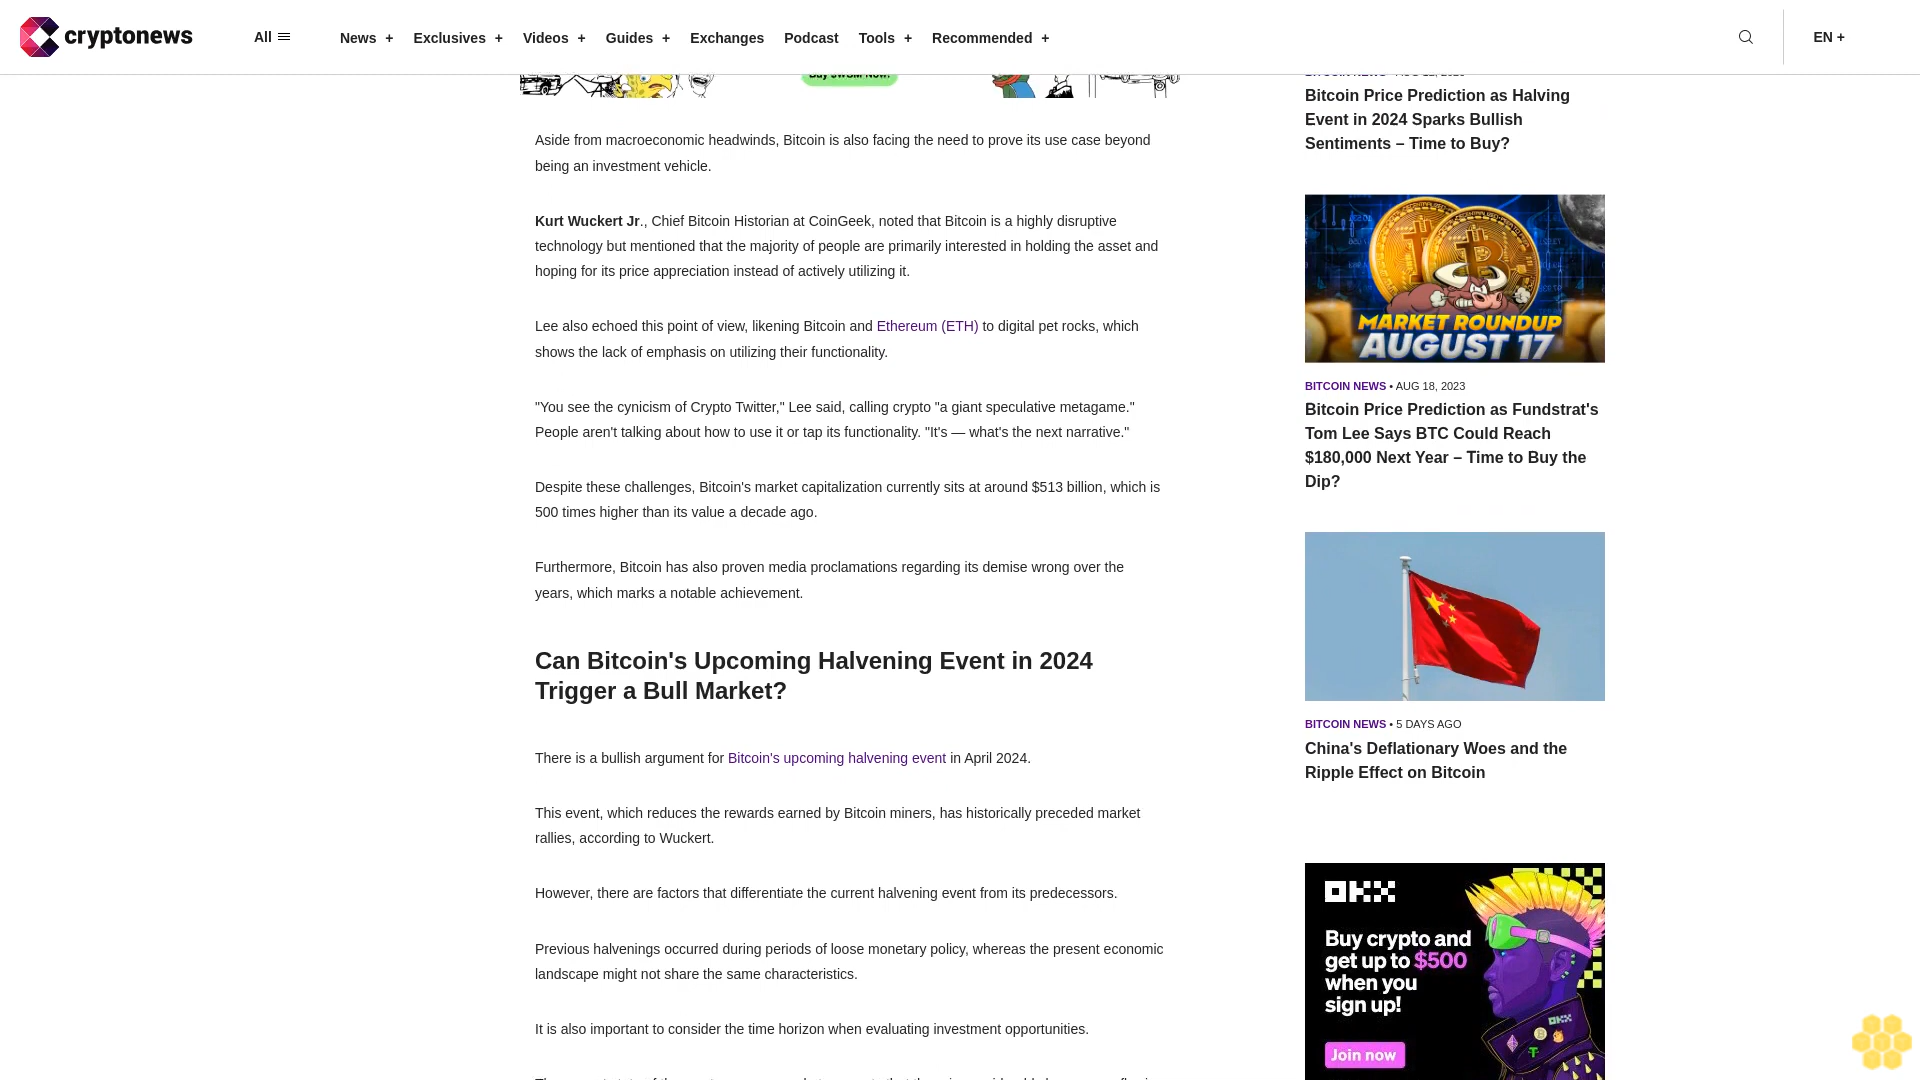 cryptonews
All
News +
Exclusives +
Videos +
Guides +
Exchanges
Podcast
Tools +
Recommended +
EN +
Buy $WSM Now!
Aside from macroeconomic headwinds, Bitcoin is also facing the need to prove its use case beyond
being an investment vehicle.
Kurt Wuckert Jr., Chief Bitcoin Historian at CoinGeek, noted that Bitcoin is a highly disruptive
technology but mentioned that the majority of people are primarily interested in holding the asset and
hoping for its price appreciation instead of actively utilizing it.
Lee also echoed this point of view, likening Bitcoin and Ethereum (ETH) to digital pet rocks, which
shows the lack of emphasis on utilizing their functionality.
"You see the cynicism of Crypto Twitter," Lee said, calling crypto "a giant speculative metagame."
People aren't talking about how to use it or tap its functionality. "It's — what's the next narrative."
Despite these challenges, Bitcoin's market capitalization currently sits at around $513 billion, which is
500 times higher than its value a decade ago.
Furthermore, Bitcoin has also proven media proclamations regarding its demise wrong over the
years, which marks a notable achievement.
Can Bitcoin's Upcoming Halvening Event in 2024
Trigger a Bull Market?
There is a bullish argument for Bitcoin's upcoming halvening event in April 2024.
This event, which reduces the rewards earned by Bitcoin miners, has historically preceded market
rallies, according to Wuckert.
However, there are factors that differentiate the current halvening event from its predecessors.
Previous halvenings occurred during periods of loose monetary policy, whereas the present economic
landscape might not share the same characteristics.
It is also important to consider the time horizon when evaluating investment opportunities.
Bitcoin Price Prediction as Halving
Event in 2024 Sparks Bullish
Sentiments – Time to Buy?
MARKET ROUNDUP
AUGUST 17
BITCOIN NEWS • AUG 18, 2023
Bitcoin Price Prediction as Fundstrat's
Tom Lee Says BTC Could Reach
$180,000 Next Year – Time to Buy the
Dip?
BITCOIN NEWS • 5 DAYS AGO
China's Deflationary Woes and the
Ripple Effect on Bitcoin
OKX
Buy crypto and
get up to $500
when you
sign up!
Join now
OKX